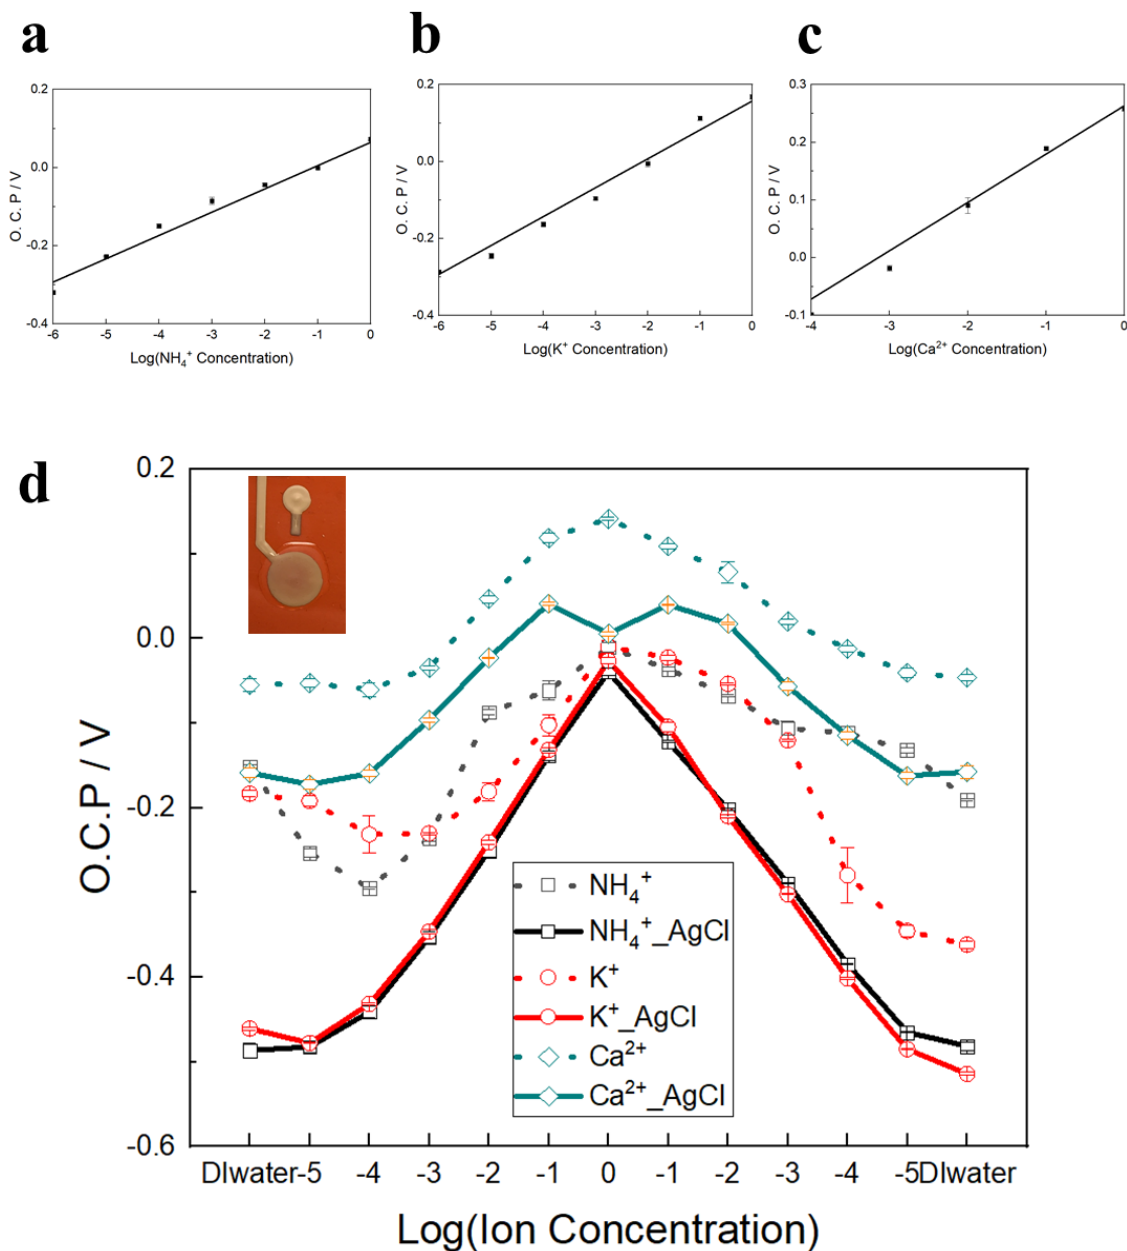 a
b
c
0.2
0.0
-0.2
-0.4
O. C. P / V
-6 -5 -4 -3 -2 -1 0
Log(NH₄⁺ Concentration)
0.2
0.0
-0.2
-0.4
O. C. P / V
-6 -5 -4 -3 -2 -1 0
Log(K⁺ Concentration)
0.3
0.2
0.1
0.0
-0.1
O. C. P / V
-4 -3 -2 -1 0
Log(Ca²⁺ Concentration)
d
0.2
0.0
-0.2
-0.4
-0.6
O.C.P / V
NH₄⁺
NH₄⁺_AgCl
K⁺
K⁺_AgCl
Ca²⁺
Ca²⁺_AgCl
DIwater -5 -4 -3 -2 -1 0 -1 -2 -3 -4 -5 DIwater
Log(Ion Concentration)